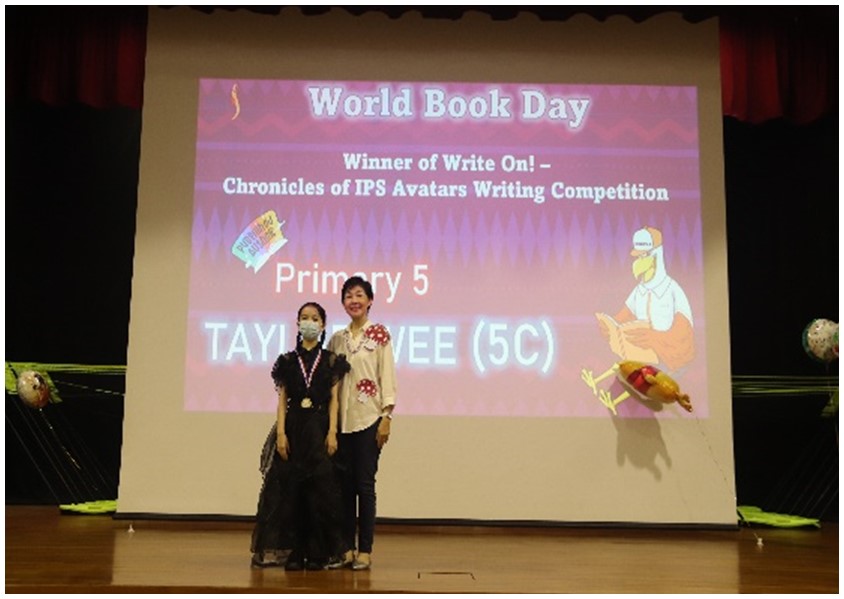 World Book Day
Winner of Write On! –
Chronicles of IPS Avatars Writing Competition
Primary 5
WEE (5C)